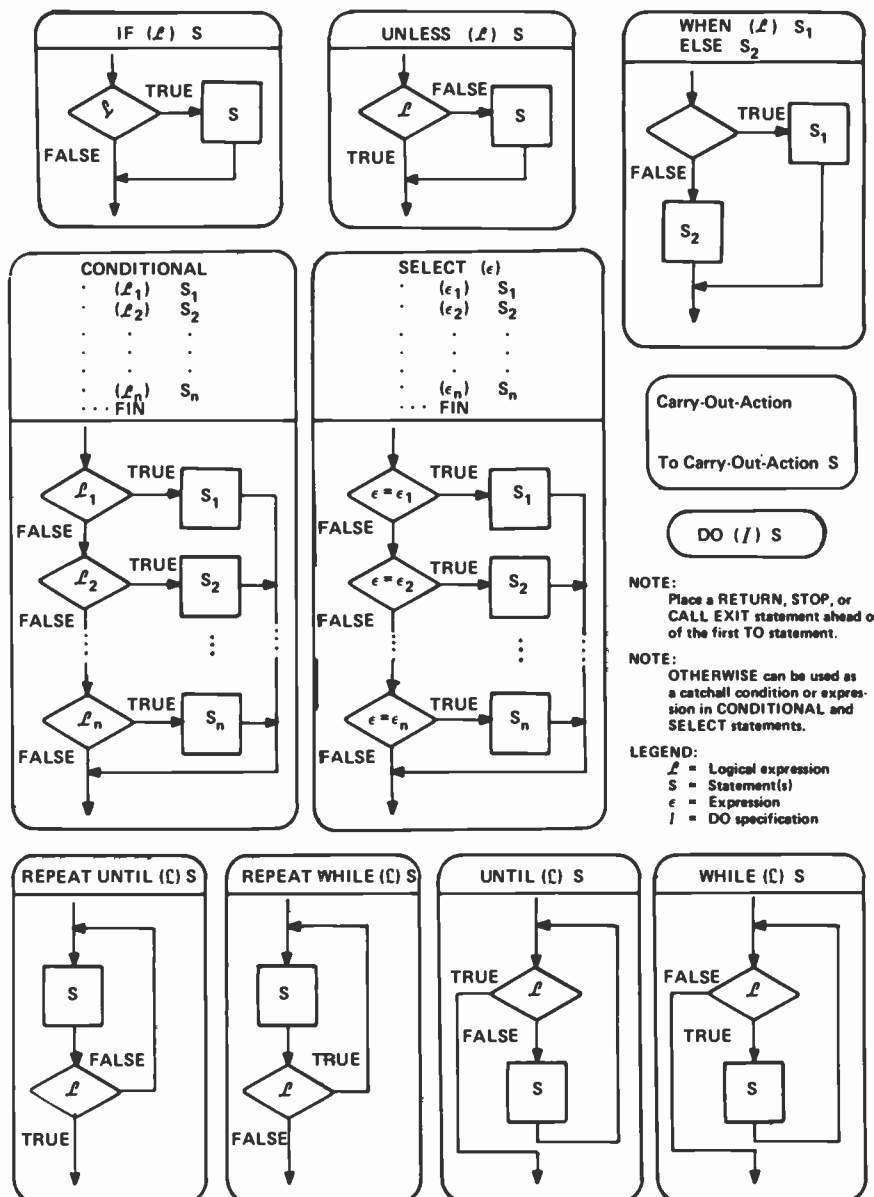 IF (ℒ) S
TRUE
ℒ
S
FALSE
UNLESS (ℒ) S
FALSE
ℒ
S
TRUE
WHEN (ℒ) S₁
ELSE S₂
TRUE
S₁
FALSE
S₂
CONDITIONAL
. (ℒ₁) S₁
. (ℒ₂) S₂
. . .
. . .
. (ℒₙ) Sₙ
... FIN
TRUE
ℒ₁
S₁
FALSE
TRUE
ℒ₂
S₂
FALSE
TRUE
ℒₙ
Sₙ
FALSE
SELECT (ϵ)
. (ϵ₁) S₁
. (ϵ₂) S₂
. . .
. . .
. (ϵₙ) Sₙ
... FIN
TRUE
ϵ = ϵ₁
S₁
FALSE
TRUE
ϵ = ϵ₂
S₂
FALSE
TRUE
ϵ = ϵₙ
Sₙ
FALSE
Carry-Out-Action
To Carry-Out-Action S
DO (I) S
NOTE:
Place a RETURN, STOP, or
CALL EXIT statement ahead o
of the first TO statement.
NOTE:
OTHERWISE can be used as
a catchall condition or expres-
sion in CONDITIONAL and
SELECT statements.
LEGEND:
ℒ = Logical expression
S = Statement(s)
ϵ = Expression
I = DO specification
REPEAT UNTIL (ℒ) S
S
FALSE
ℒ
TRUE
REPEAT WHILE (ℒ) S
S
TRUE
ℒ
FALSE
UNTIL (ℒ) S
TRUE
ℒ
FALSE
S
WHILE (ℒ) S
FALSE
ℒ
TRUE
S